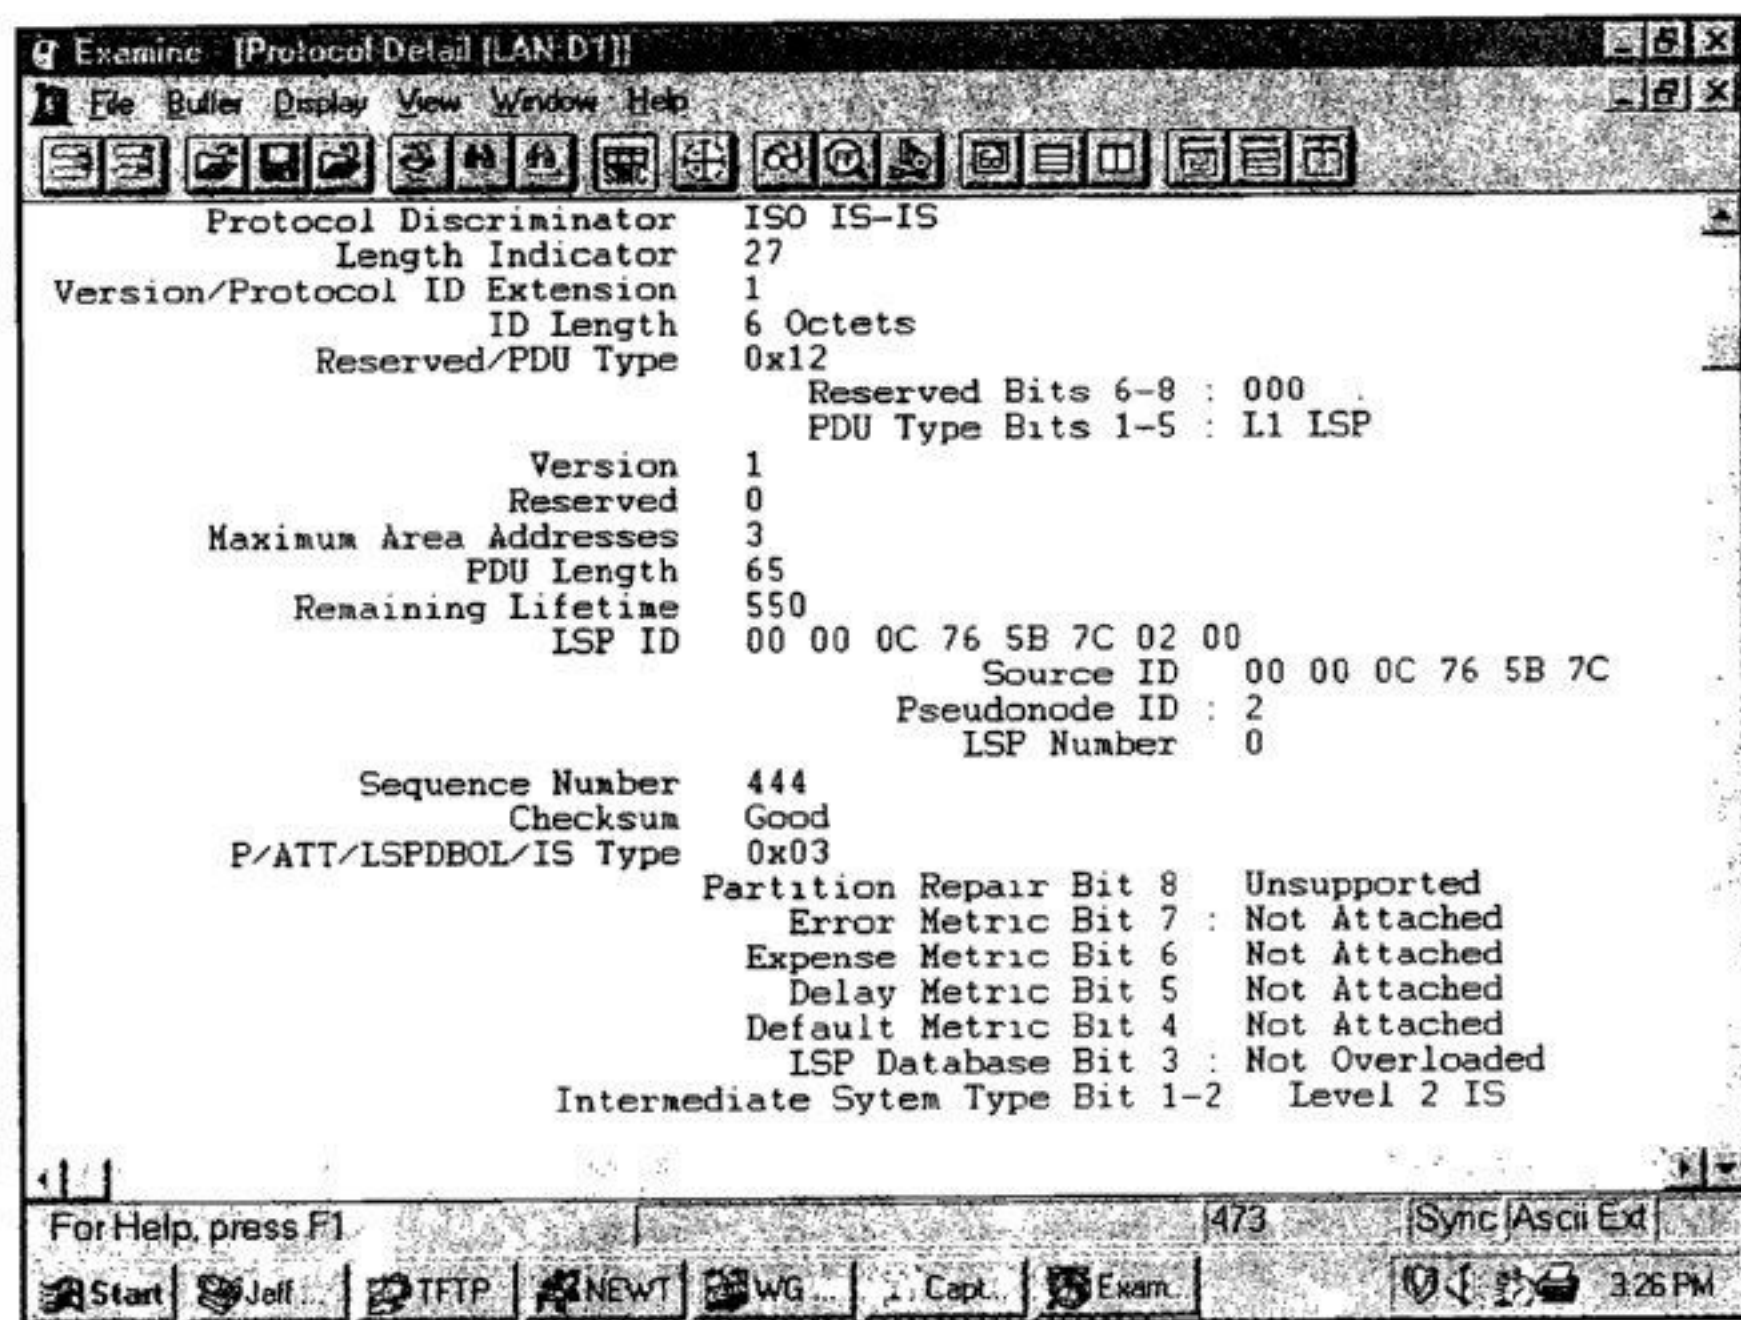 Examine [Protocol Detail [LAN:D1]]
File Buffer Display View Window Help
Protocol Discriminator ISO IS-IS
Length Indicator 27
Version/Protocol ID Extension 1
ID Length 6 Octets
Reserved/PDU Type 0x12
Reserved Bits 6-8 : 000
PDU Type Bits 1-5 : L1 LSP
Version 1
Reserved 0
Maximum Area Addresses 3
PDU Length 65
Remaining Lifetime 550
LSP ID 00 00 0C 76 5B 7C 02 00
Source ID 00 00 0C 76 5B 7C
Pseudonode ID : 2
LSP Number 0
Sequence Number 444
Checksum Good
P/ATT/LSPDBOL/IS Type 0x03
Partition Repair Bit 8 Unsupported
Error Metric Bit 7 : Not Attached
Expense Metric Bit 6 Not Attached
Delay Metric Bit 5 Not Attached
Default Metric Bit 4 Not Attached
LSP Database Bit 3 : Not Overloaded
Intermediate Sytem Type Bit 1-2 Level 2 IS
For Help, press F1 473 Sync Ascii Ext
Start Jeff ... TFTP NEWT WG ... Capt... Exam... 3:26 PM